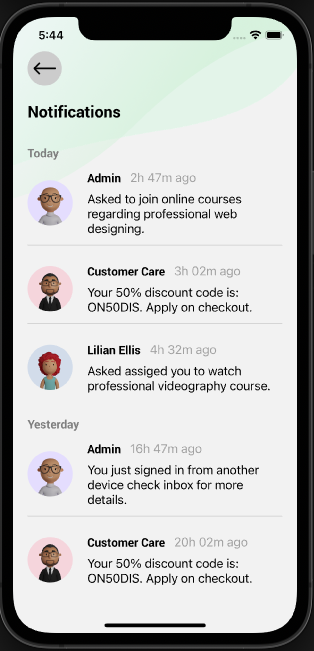 5:44
Notifications
Today
Admin 2h 47m ago
Asked to join online courses
regarding professional web
designing.
Customer Care 3h 02m ago
Your 50% discount code is:
ON50DIS. Apply on checkout.
Lilian Ellis 4h 32m ago
Asked assiged you to watch
professional videography course.
Yesterday
Admin 16h 47m ago
You just signed in from another
device check inbox for more
details.
Customer Care 20h 02m ago
Your 50% discount code is:
ON50DIS. Apply on checkout.